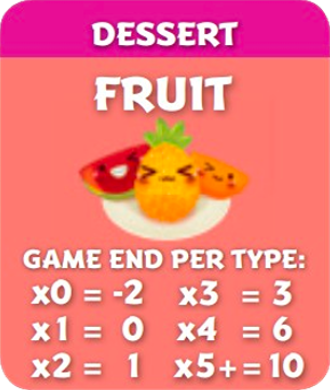 DESSERT
FRUIT
GAME END PER TYPE:
x0 = -2 x3 = 3
x1 = 0 x4 = 6
x2 = 1 x5+ = 10